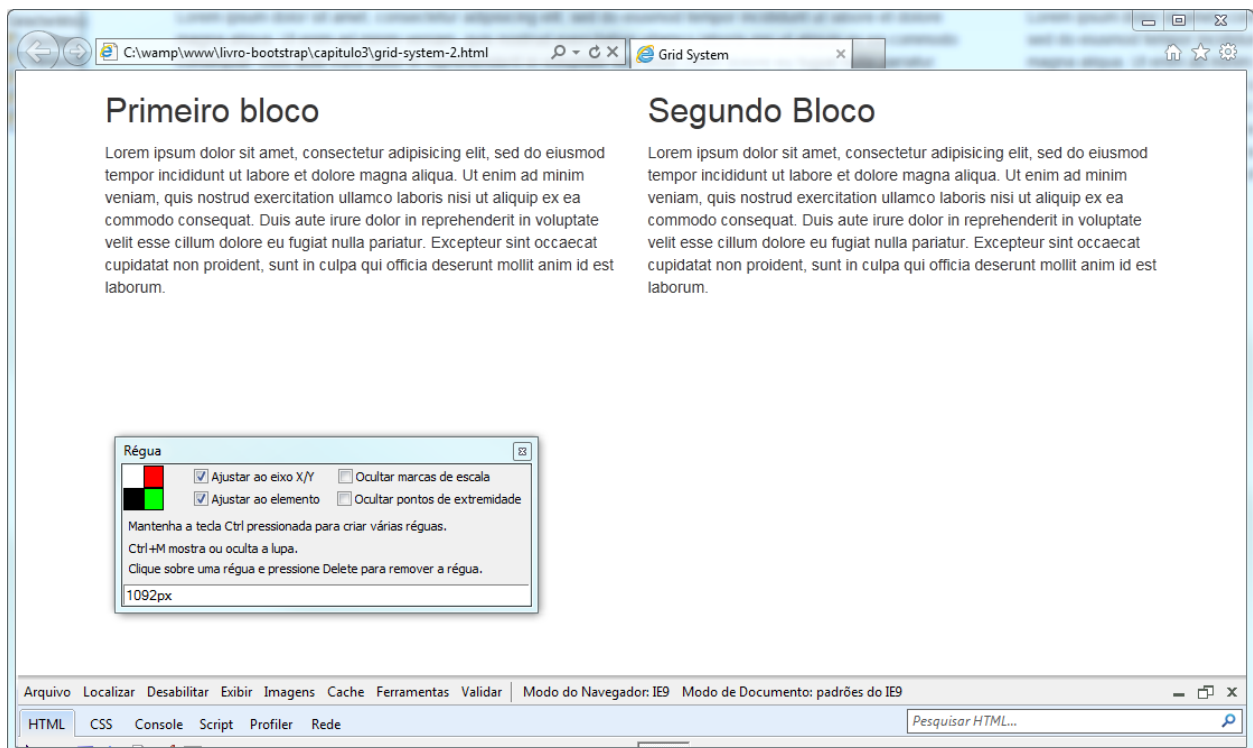 C:\wamp\www\livro-bootstrap\capitulo3\grid-system-2.html
Grid System
Primeiro bloco
Lorem ipsum dolor sit amet, consectetur adipisicing elit, sed do eiusmod
tempor incididunt ut labore et dolore magna aliqua. Ut enim ad minim
veniam, quis nostrud exercitation ullamco laboris nisi ut aliquip ex ea
commodo consequat. Duis aute irure dolor in reprehenderit in voluptate
velit esse cillum dolore eu fugiat nulla pariatur. Excepteur sint occaecat
cupidatat non proident, sunt in culpa qui officia deserunt mollit anim id est
laborum.
Segundo Bloco
Lorem ipsum dolor sit amet, consectetur adipisicing elit, sed do eiusmod
tempor incididunt ut labore et dolore magna aliqua. Ut enim ad minim
veniam, quis nostrud exercitation ullamco laboris nisi ut aliquip ex ea
commodo consequat. Duis aute irure dolor in reprehenderit in voluptate
velit esse cillum dolore eu fugiat nulla pariatur. Excepteur sint occaecat
cupidatat non proident, sunt in culpa qui officia deserunt mollit anim id est
laborum.
Régua
Ajustar ao eixo X/Y Ocultar marcas de escala
Ajustar ao elemento Ocultar pontos de extremidade
Mantenha a tecla Ctrl pressionada para criar várias réguas.
Ctrl+M mostra ou oculta a lupa.
Clique sobre uma régua e pressione Delete para remover a régua.
1092px
Arquivo Localizar Desabilitar Exibir Imagens Cache Ferramentas Validar Modo do Navegador: IE9 Modo de Documento: padrões do IE9
HTML CSS Console Script Profiler Rede Pesquisar HTML...